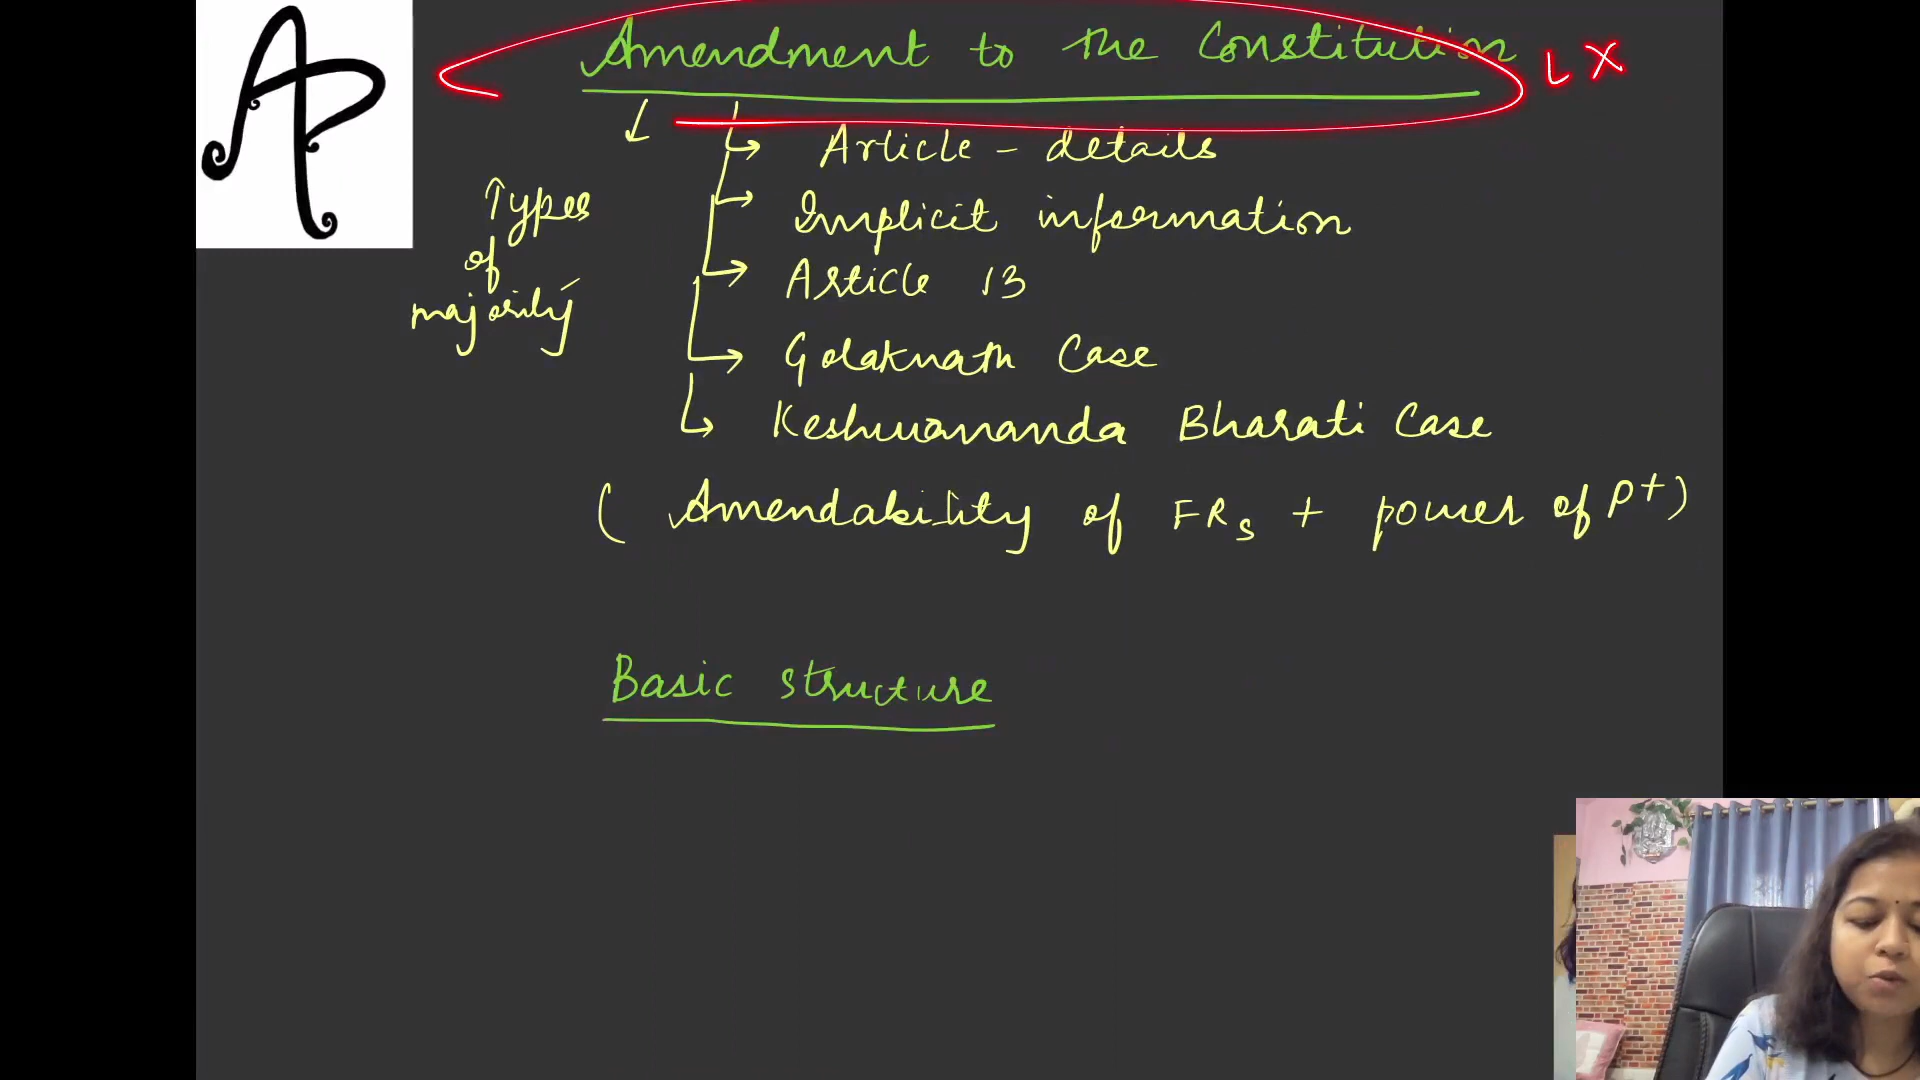 AP
Amendment to the Constitution L X
Article - details
Types
of
majority
Implicit information
Article 13
Golaknath Case
Keshwananda Bharati Case
( Amendability of FRs + power of Pt )
Basic structure